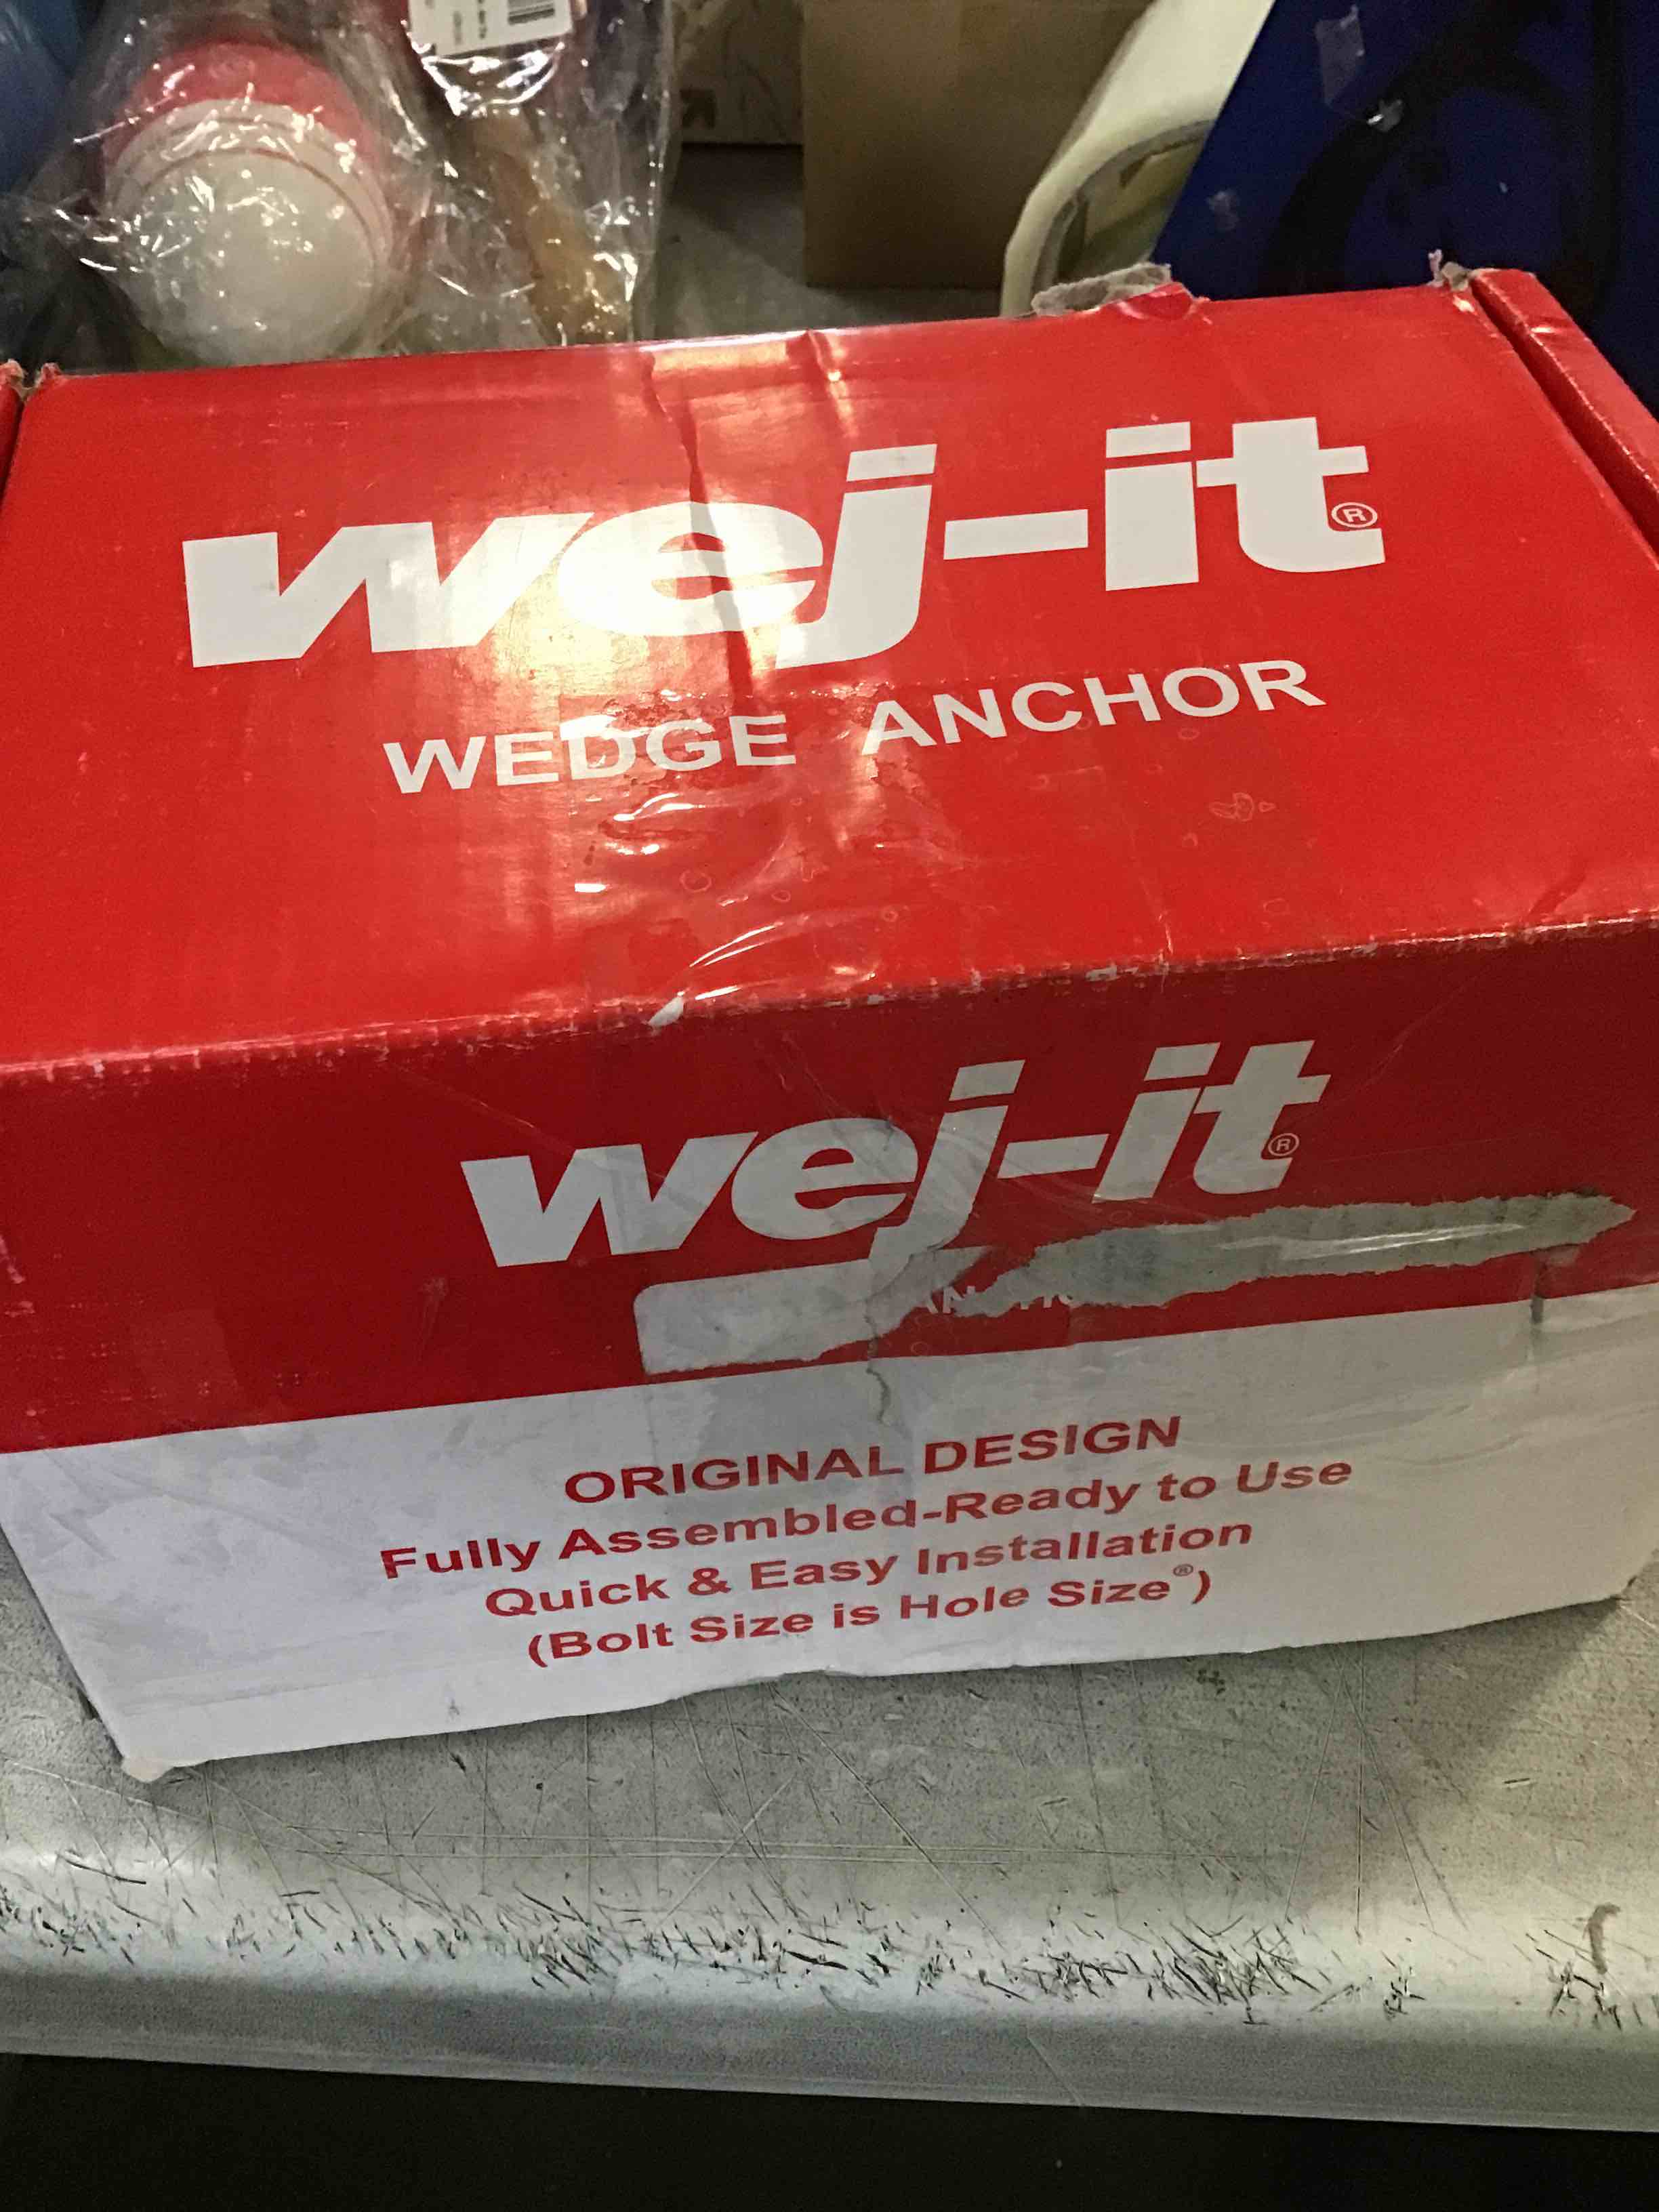 wej-it®
WEDGE ANCHOR
wej-it®
ORIGINAL DESIGN
Fully Assembled-Ready to Use
Quick & Easy Installation
(Bolt Size is Hole Size®)